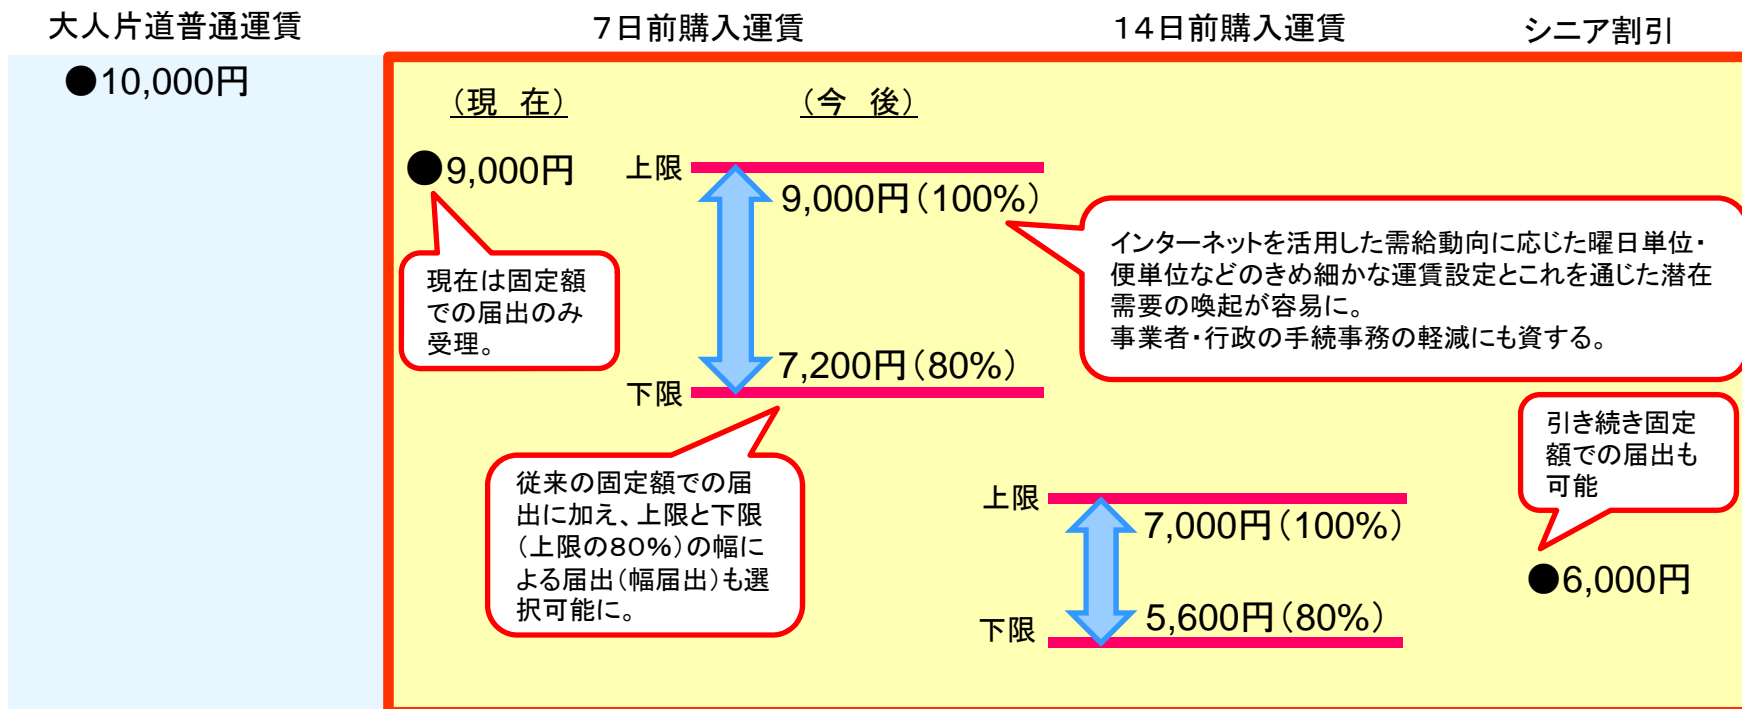 大人片道普通運賃
7日前購入運賃
14日前購入運賃
シニア割引
●10,000円
(現 在)
(今 後)
●9,000円
上限
9,000円(100%)
現在は固定額
での届出のみ
受理。
インターネットを活用した需給動向に応じた曜日単位・
便単位などのきめ細かな運賃設定とこれを通じた潜在
需要の喚起が容易に。
事業者・行政の手続事務の軽減にも資する。
7,200円(80%)
下限
従来の固定額での届
出に加え、上限と下限
(上限の80%)の幅に
よる届出(幅届出)も選
択可能に。
上限
7,000円(100%)
5,600円(80%)
下限
引き続き固定
額での届出も
可能
●6,000円